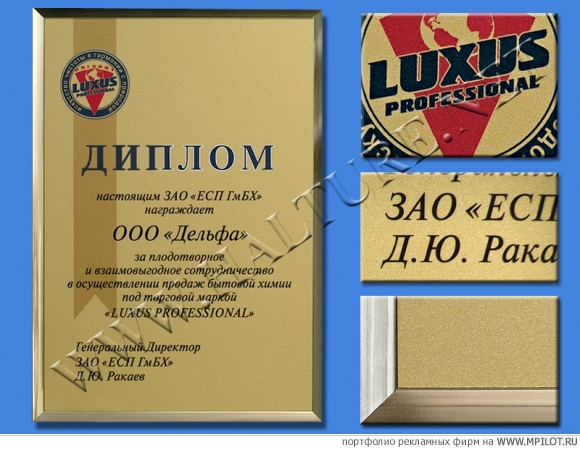 LUXUS
PROFESSIONAL
ДИПЛОМ
настоящим ЗАО «ЕСП ГмБХ»
награждает
ООО «Дельфа»
за плодотворное
и взаимовыгодное сотрудничество
в осуществлении продаж бытовой химии
под торговой маркой
«LUXUS PROFESSIONAL»
Генеральный Директор
ЗАО «ЕСП ГмБХ»
Д.Ю. Ракаев
LUXUS
PROFESSIONAL
ЗАО «ЕСП
Д.Ю. Рака
портфолио рекламных фирм на WWW.MPILOT.RU